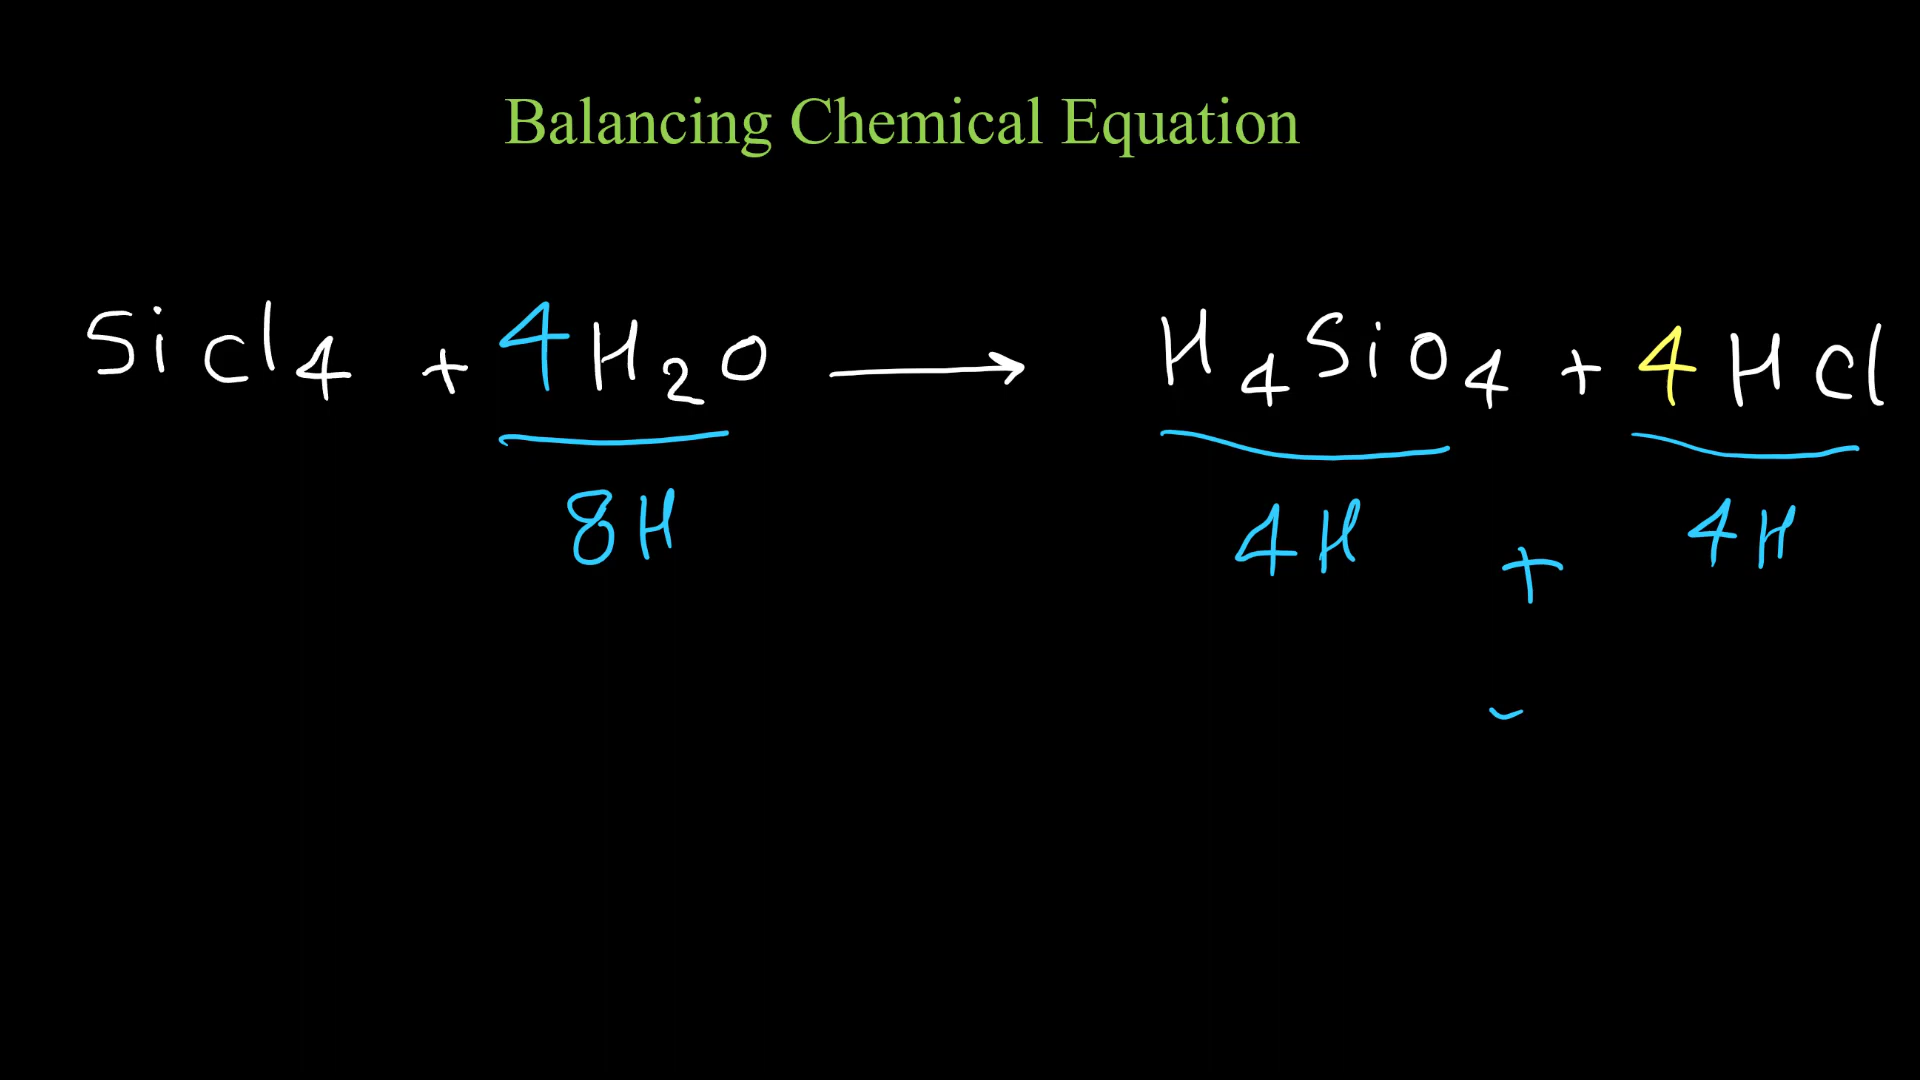 Balancing Chemical Equation
SiCl4 + 4H2O ⟶ H4SiO4 + 4HCl
8H 4H + 4H